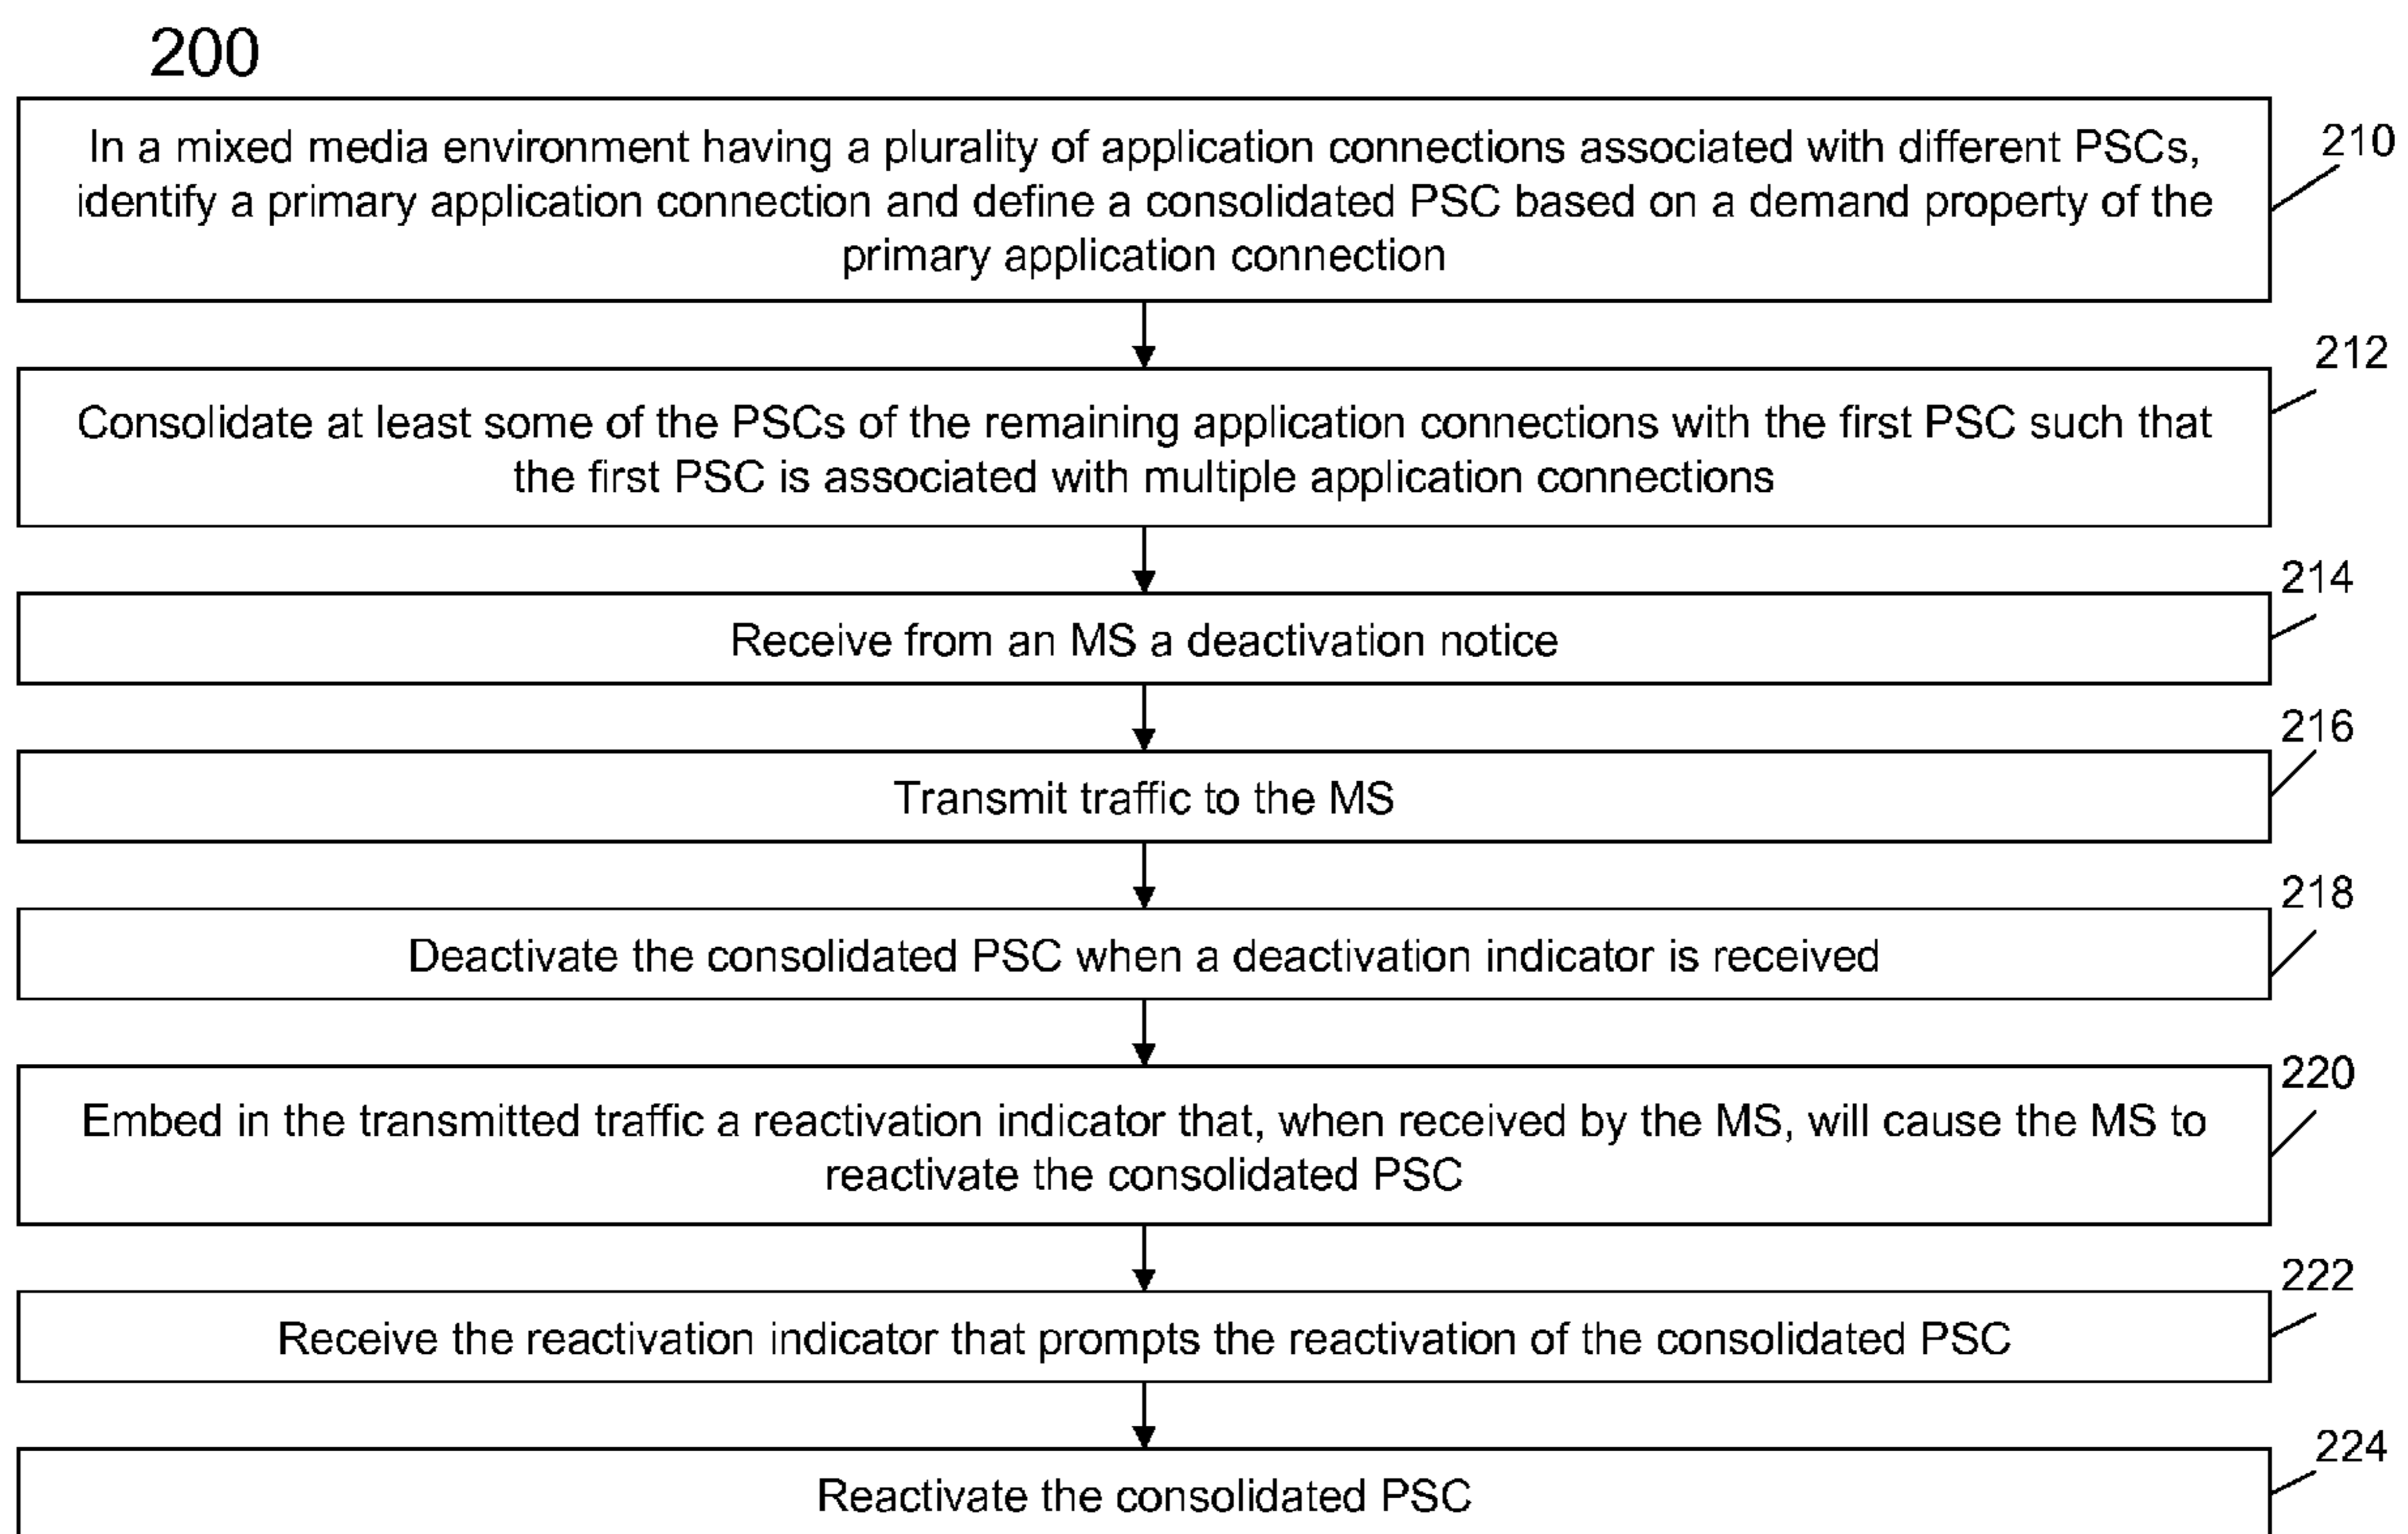 200
In a mixed media environment having a plurality of application connections associated with different PSCs,
identify a primary application connection and define a consolidated PSC based on a demand property of the
primary application connection
210
Consolidate at least some of the PSCs of the remaining application connections with the first PSC such that
the first PSC is associated with multiple application connections
212
Receive from an MS a deactivation notice
214
Transmit traffic to the MS
216
Deactivate the consolidated PSC when a deactivation indicator is received
218
Embed in the transmitted traffic a reactivation indicator that, when received by the MS, will cause the MS to
reactivate the consolidated PSC
220
Receive the reactivation indicator that prompts the reactivation of the consolidated PSC
222
Reactivate the consolidated PSC
224